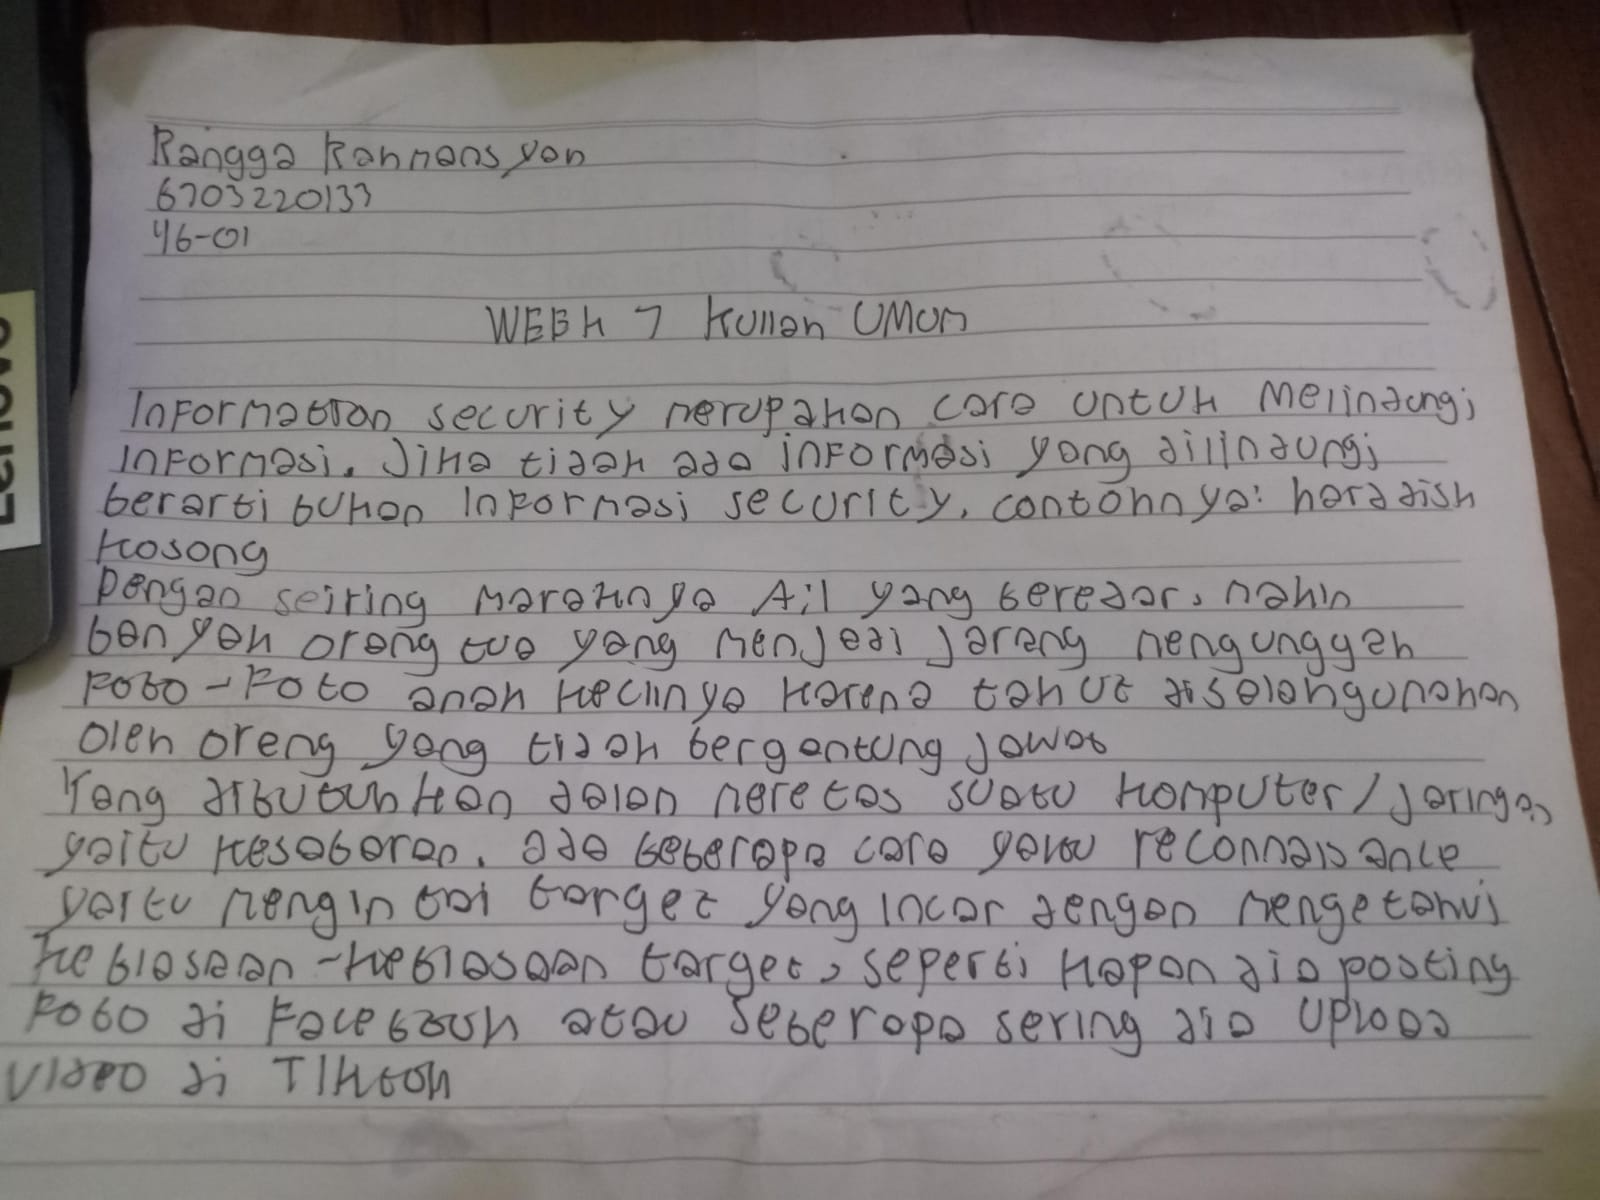 Lenovo
Rangga Rahmansyah
6703220133
46-01
WEEK 7 Kuliah UMUM
Information security merupakan cara untuk Melindungi
informasi. Jika tidak ada informasi yang dilindungi
berarti bukan Informasi security, contohnya: harddisk
kosong
Dengan seiring maraknya A;I yang beredar, makin
banyak orang tua yang menjadi jarang mengunggah
Foto-Foto anak kecilnya karena takut disalahgunakan
oleh orang yang tidak bergantung jawab
Yang dibutuhkan dalam meretas suatu komputer/jaringan
yaitu kesabaran. ada beberapa cara yaitu reconnaissance
yaitu mengintai target yang incar dengan mengetahui
kebiasaan-kebiasaan target, seperti kapan dia posting
Foto di Facebook atau Seberapa sering dia Upload
Video di TIktok